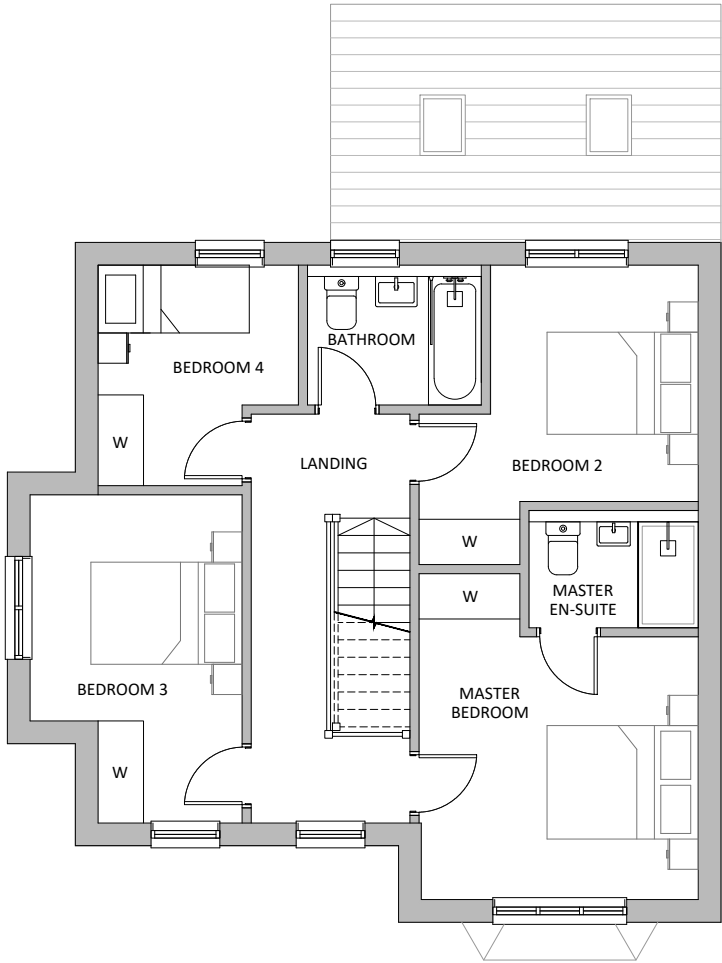 BATHROOM
BEDROOM 4
W
LANDING
BEDROOM 2
W
W
MASTER
EN-SUITE
BEDROOM 3
MASTER
BEDROOM
W